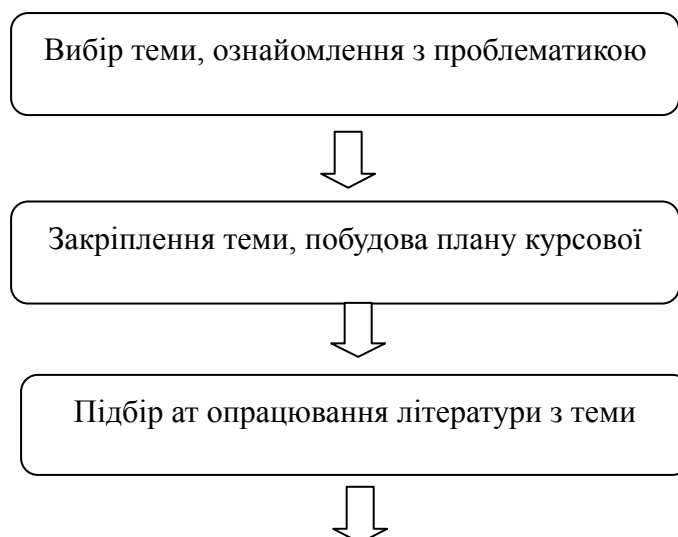 Вибір теми, ознайомлення з проблематикою
Закріплення теми, побудова плану курсової
Підбір ат опрацювання літератури з теми